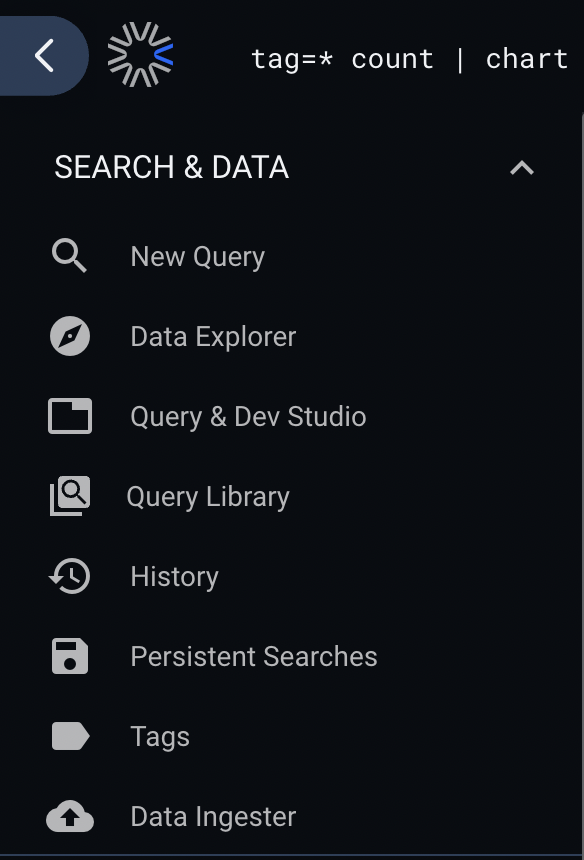 tag=* count | chart
SEARCH & DATA
New Query
Data Explorer
Query & Dev Studio
Query Library
History
Persistent Searches
Tags
Data Ingester